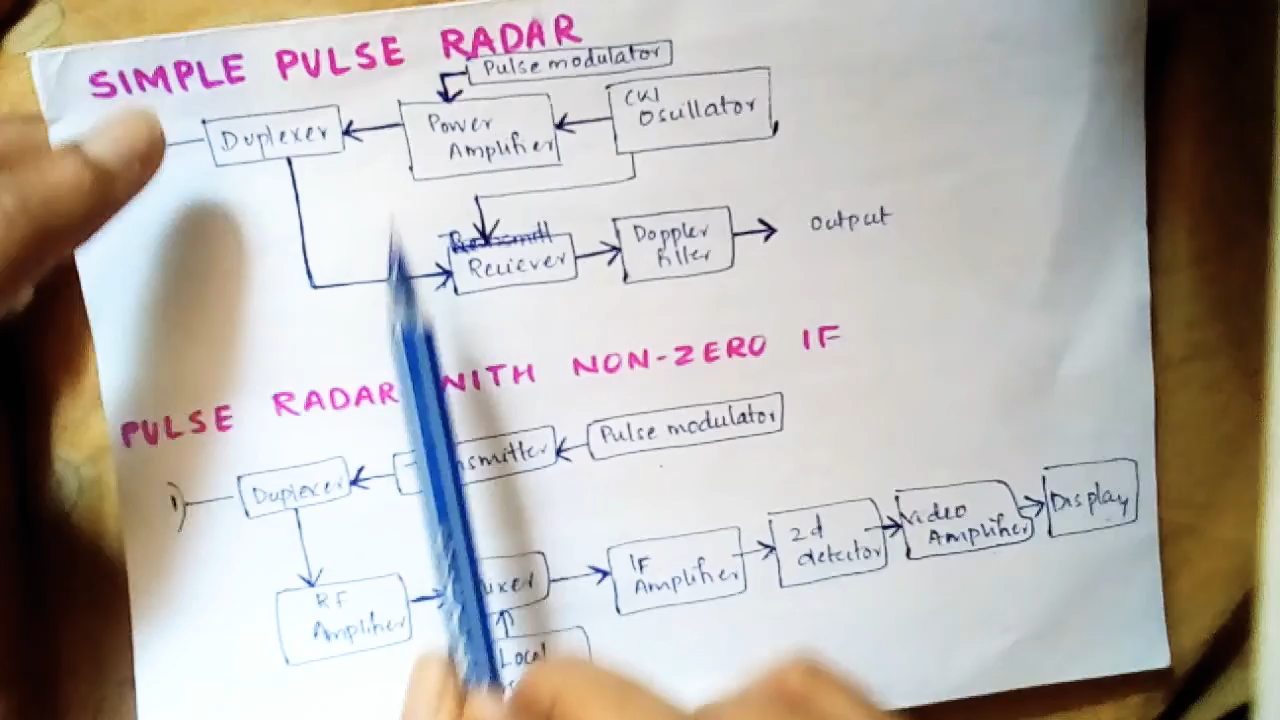 SIMPLE PULSE RADAR
Pulse modulator
Duplexer
Power
Amplifier
CW
Oscillator
Reciever
Doppler
filter
output
PULSE RADAR WITH NON-ZERO IF
Duplexer
Pulse modulator
RF
Amplifier
IF
Amplifier
2d
detector
Video
Amplifier
Display
Local